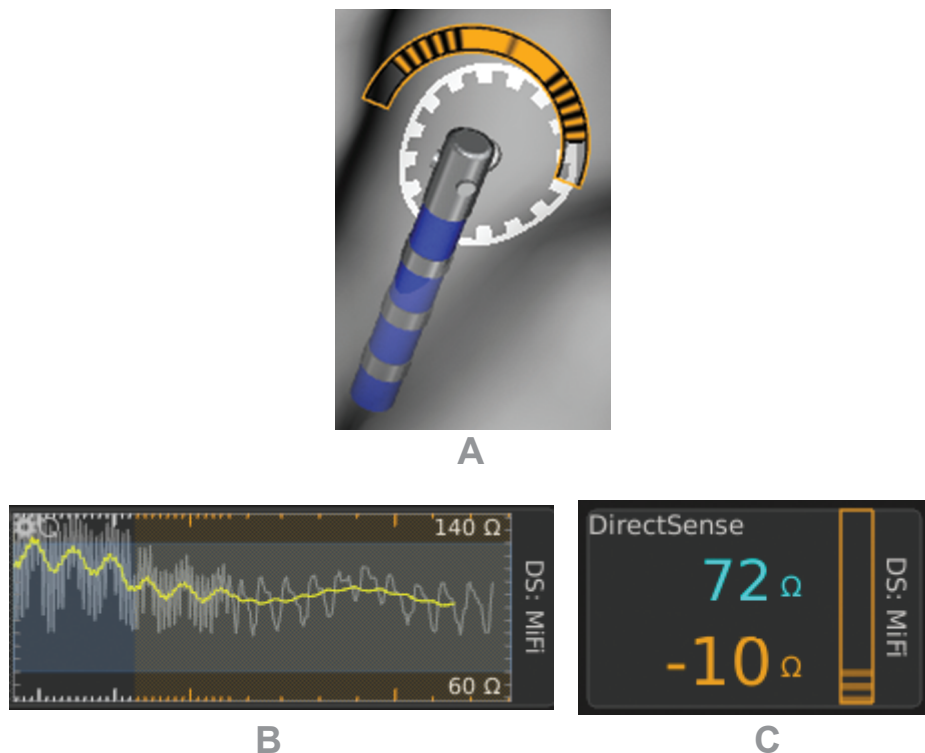 A
140 Ω
DS: MiFi
60 Ω
B
DirectSense
72 Ω
-10 Ω
DS: MiFi
C